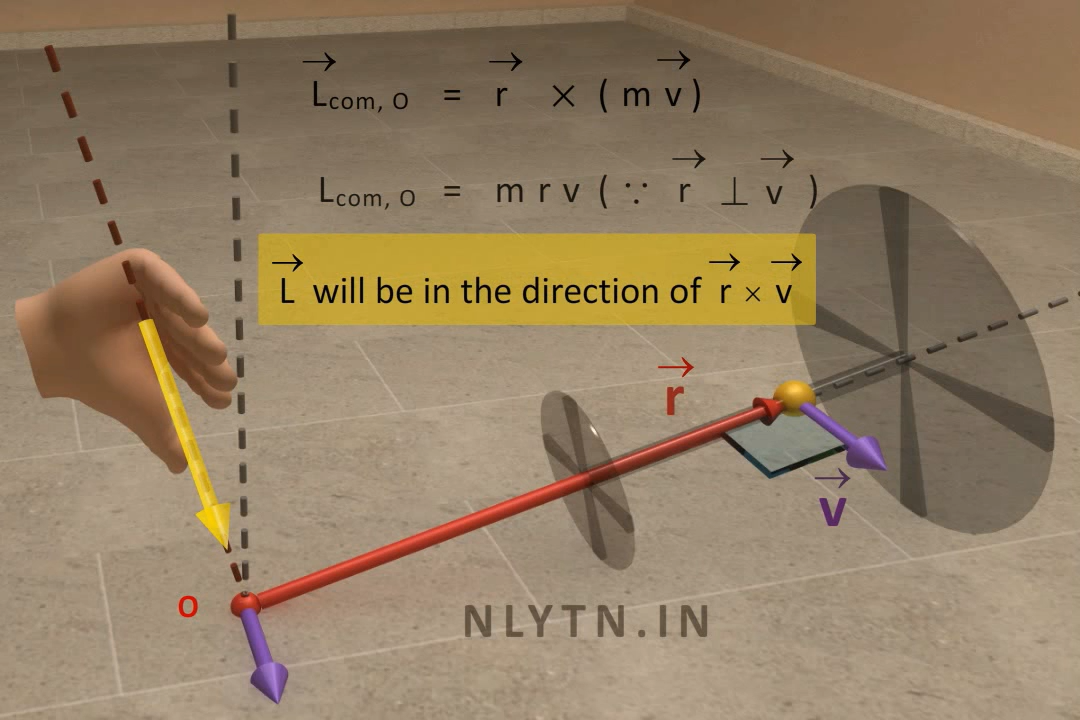 L⃗com, O = r⃗ × ( m v⃗ )
Lcom, O = m r v ( ∵ r⃗ ⊥ v⃗ )
L⃗ will be in the direction of r⃗ × v⃗
r⃗
v⃗
O
NLYTN.IN